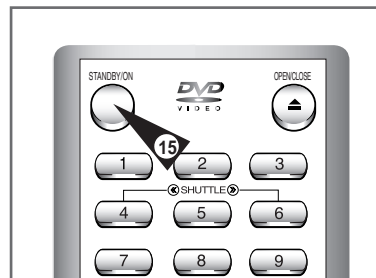 STANDBY/ON
OPEN/CLOSE
DVD
VIDEO
15
1 2 3
SHUTTLE
4 5 6
7 8 9